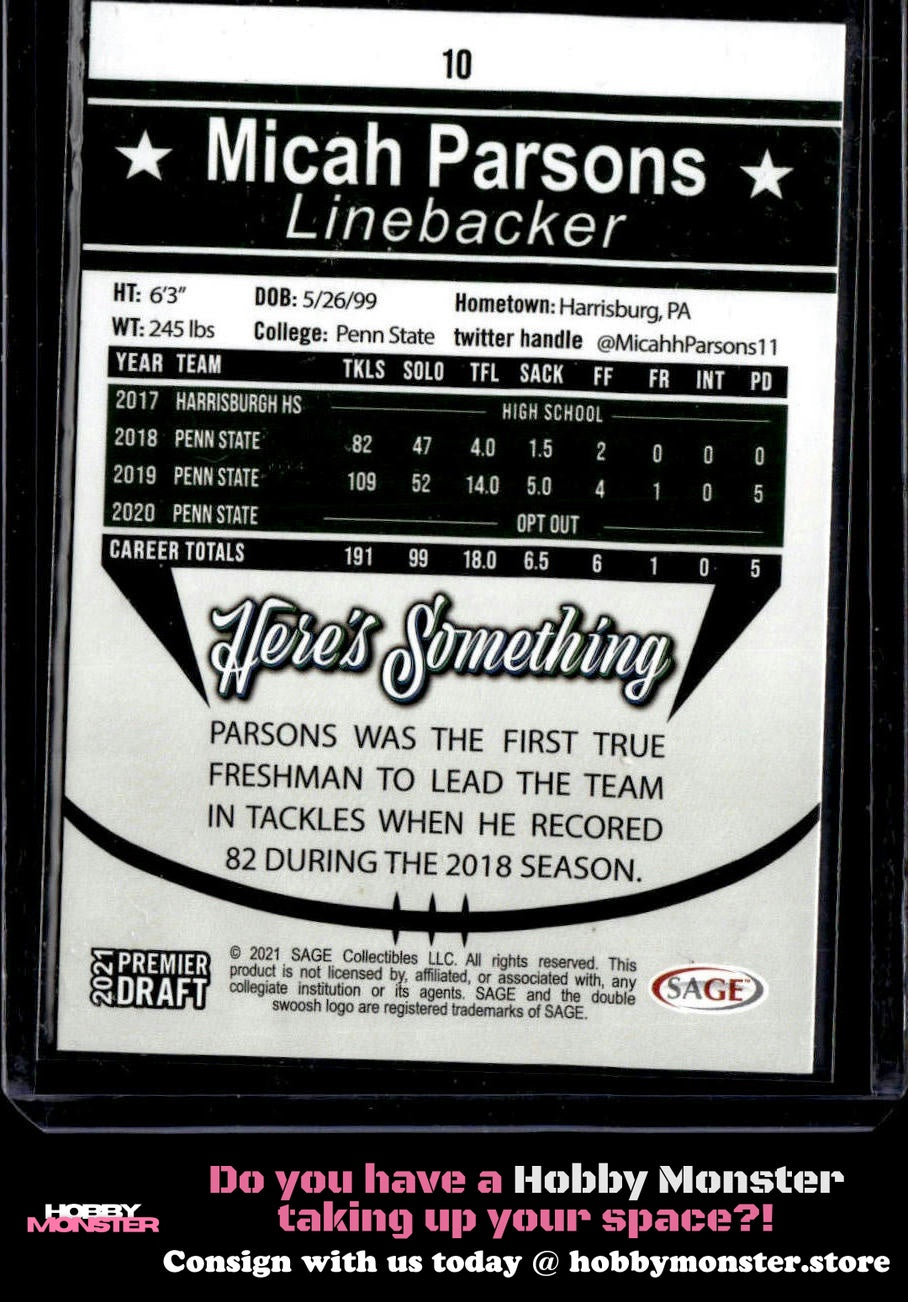 10
Micah Parsons
Linebacker
HT: 6'3" DOB: 5/26/99 Hometown: Harrisburg, PA
WT: 245 lbs College: Penn State twitter handle @MicahhParsons11
YEAR TEAM TKLS SOLO TFL SACK FF FR INT PD
2017 HARRISBURGH HS HIGH SCHOOL
2018 PENN STATE 82 47 4.0 1.5 2 0 0 0
2019 PENN STATE 109 52 14.0 5.0 4 1 0 5
2020 PENN STATE OPT OUT
CAREER TOTALS 191 99 18.0 6.5 6 1 0 5
Here's Something
PARSONS WAS THE FIRST TRUE
FRESHMAN TO LEAD THE TEAM
IN TACKLES WHEN HE RECORED
82 DURING THE 2018 SEASON.
2021 PREMIER DRAFT
© 2021 SAGE Collectibles LLC. All rights reserved. This
product is not licensed by, affiliated, or associated with, any
collegiate institution or its agents. SAGE and the double
swoosh logo are registered trademarks of SAGE.
SAGE™
HOBBY MONSTER
Do you have a Hobby Monster
taking up your space?!
Consign with us today @ hobbymonster.store